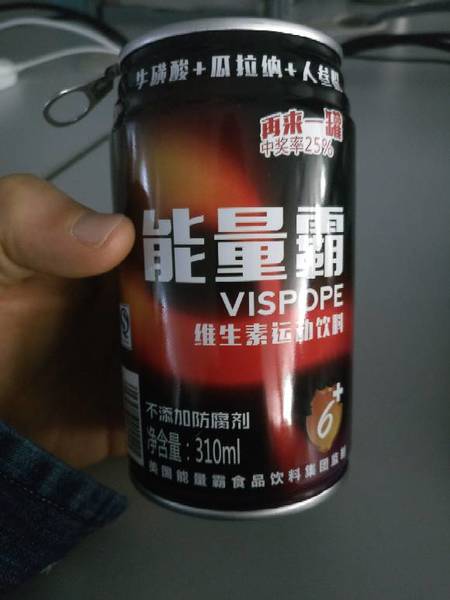 牛磺酸+瓜拉纳+人参
再来一罐
中奖率25%
能量霸
VISPOPE
维生素运动饮料
6+
不添加防腐剂
净含量:310ml
美国能量霸食品饮料集团监制